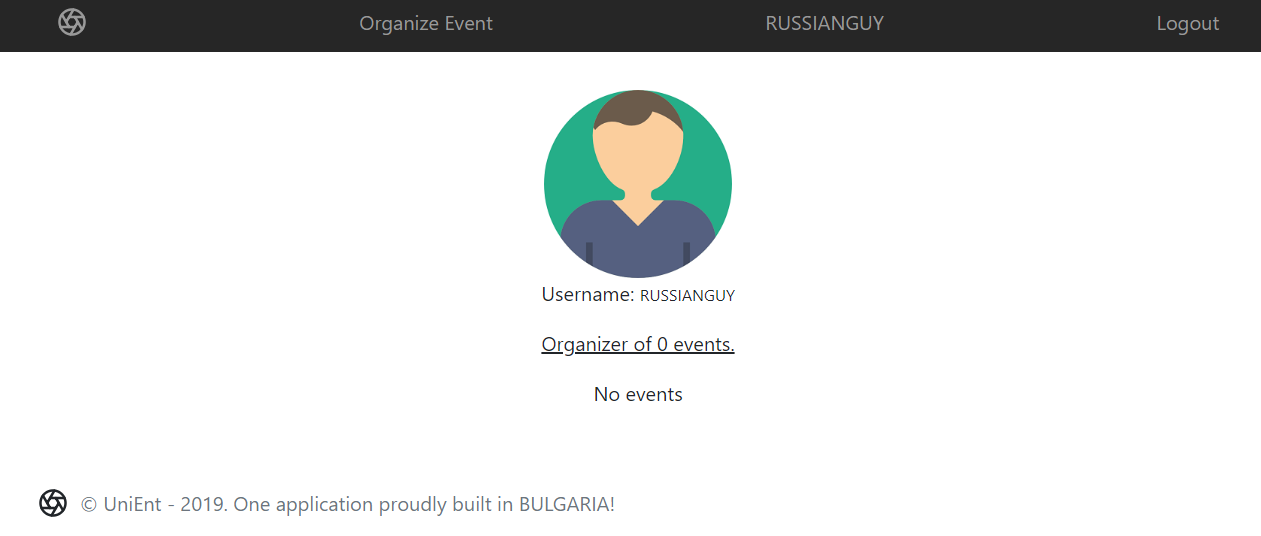 Organize Event RUSSIANGUY Logout
Username: RUSSIANGUY
Organizer of 0 events.
No events
© UniEnt - 2019. One application proudly built in BULGARIA!